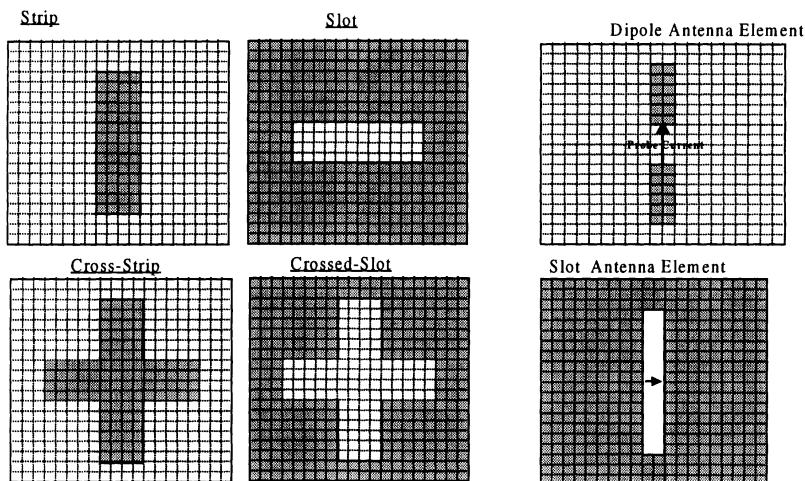 Strip
Slot
Dipole Antenna Element
Probe Current
Cross-Strip
Crossed-Slot
Slot Antenna Element